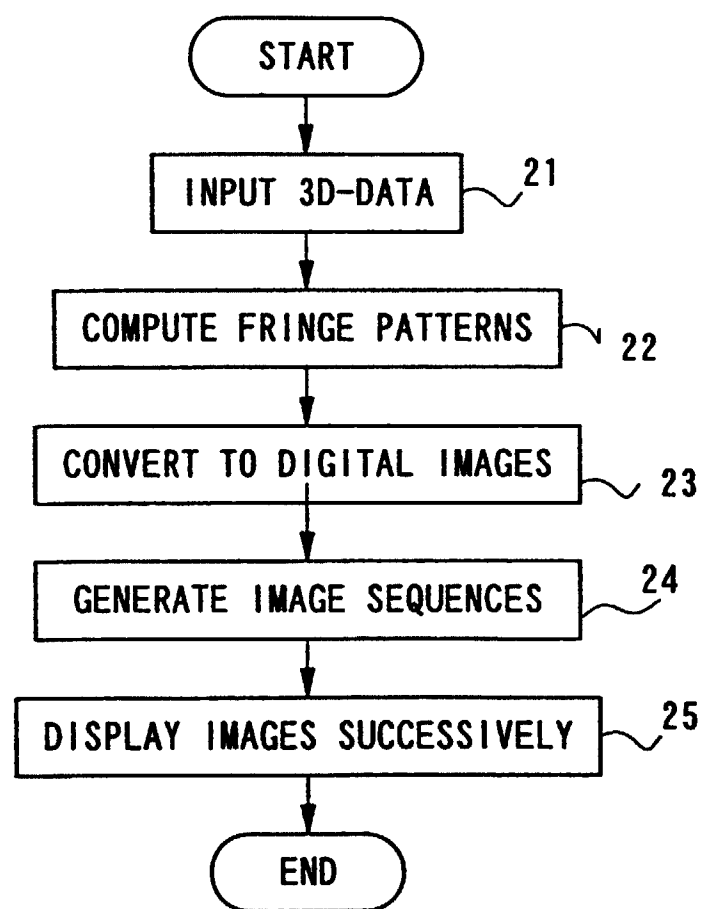 START
INPUT 3D-DATA
21
COMPUTE FRINGE PATTERNS
22
CONVERT TO DIGITAL IMAGES
23
GENERATE IMAGE SEQUENCES
24
DISPLAY IMAGES SUCCESSIVELY
25
END